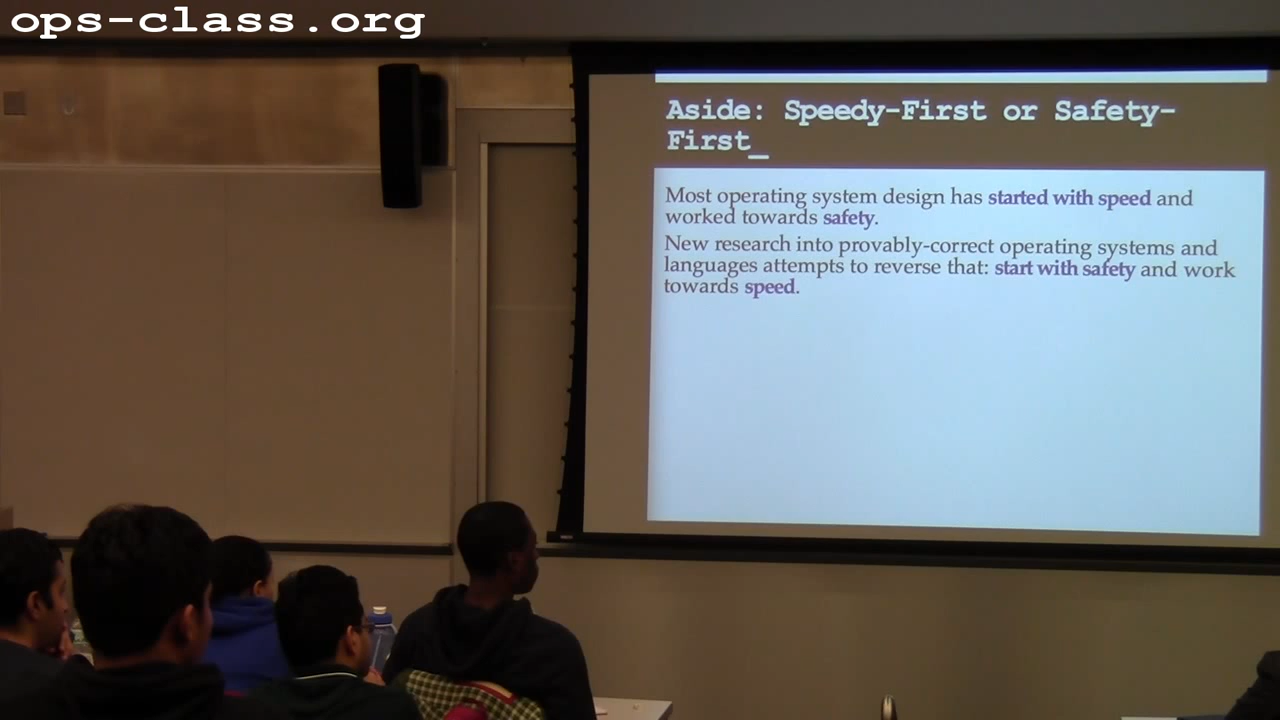 ops-class.org
Aside: Speedy-First or Safety-
First_
Most operating system design has started with speed and
worked towards safety.
New research into provably-correct operating systems and
languages attempts to reverse that: start with safety and work
towards speed.